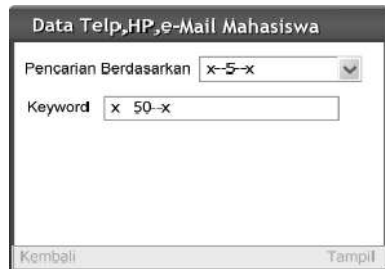 Data Telp,HP,e-Mail Mahasiswa
Pencarian Berdasarkan x--5--x
Keyword x 50--x
Kembali Tampil